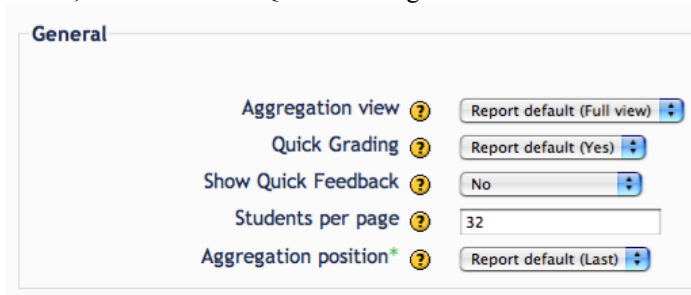 General
Aggregation view ? Report default (Full view)
Quick Grading ? Report default (Yes)
Show Quick Feedback ? No
Students per page ? 32
Aggregation position* ? Report default (Last)